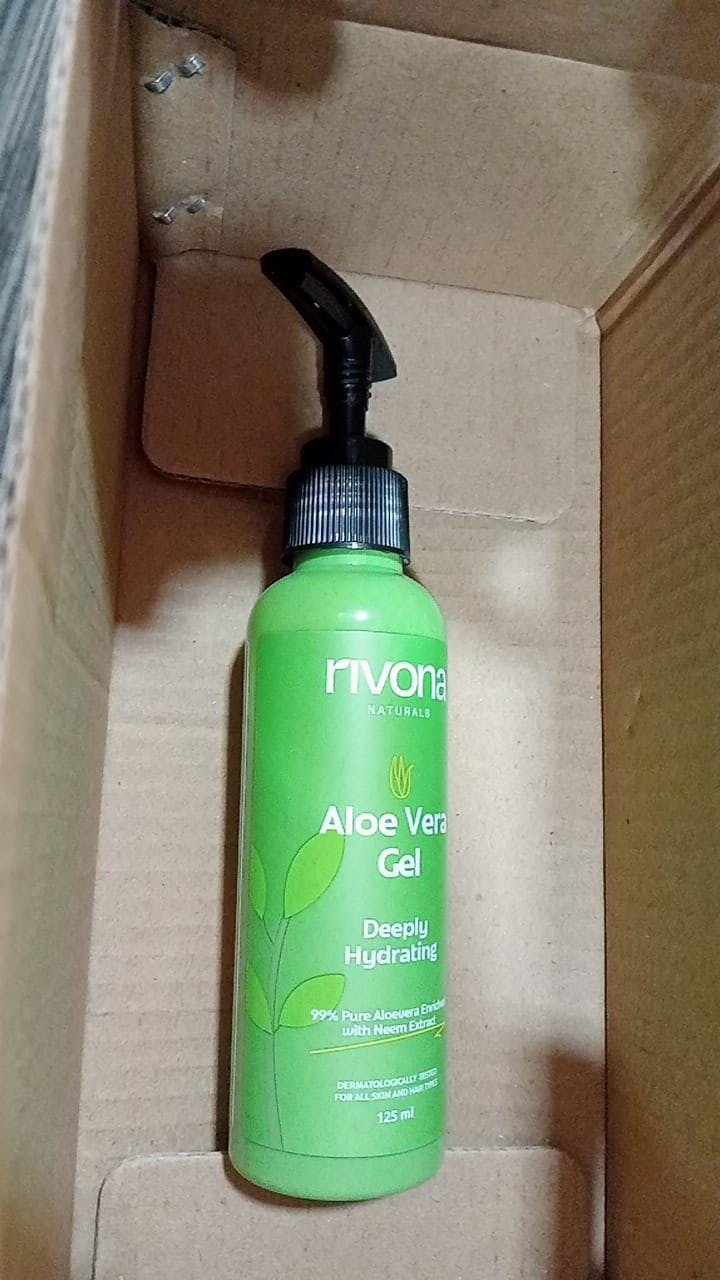 rivona
NATURALS
Aloe Vera
Gel
Deeply
Hydrating
99% Pure Aloevera Enriched
with Neem Extract
DERMATOLOGICALLY TESTED
FOR ALL SKIN AND HAIR TYPES
125 ml